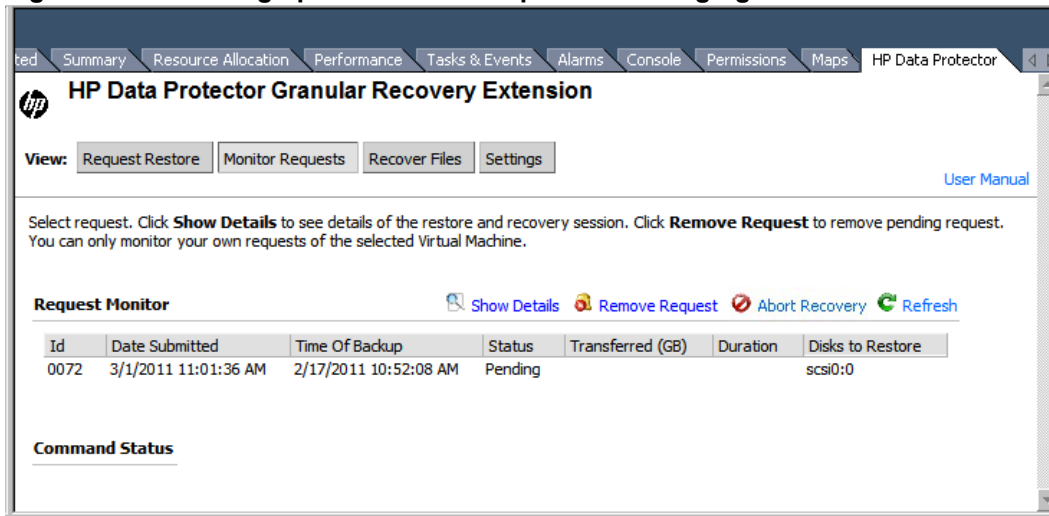 ted Summary Resource Allocation Performance Tasks & Events Alarms Console Permissions Maps HP Data Protector
hp HP Data Protector Granular Recovery Extension
View: Request Restore Monitor Requests Recover Files Settings
User Manual
Select request. Click Show Details to see details of the restore and recovery session. Click Remove Request to remove pending request.
You can only monitor your own requests of the selected Virtual Machine.
Request Monitor Show Details Remove Request Abort Recovery Refresh
Id Date Submitted Time Of Backup Status Transferred (GB) Duration Disks to Restore
0072 3/1/2011 11:01:36 AM 2/17/2011 10:52:08 AM Pending scsi0:0
Command Status